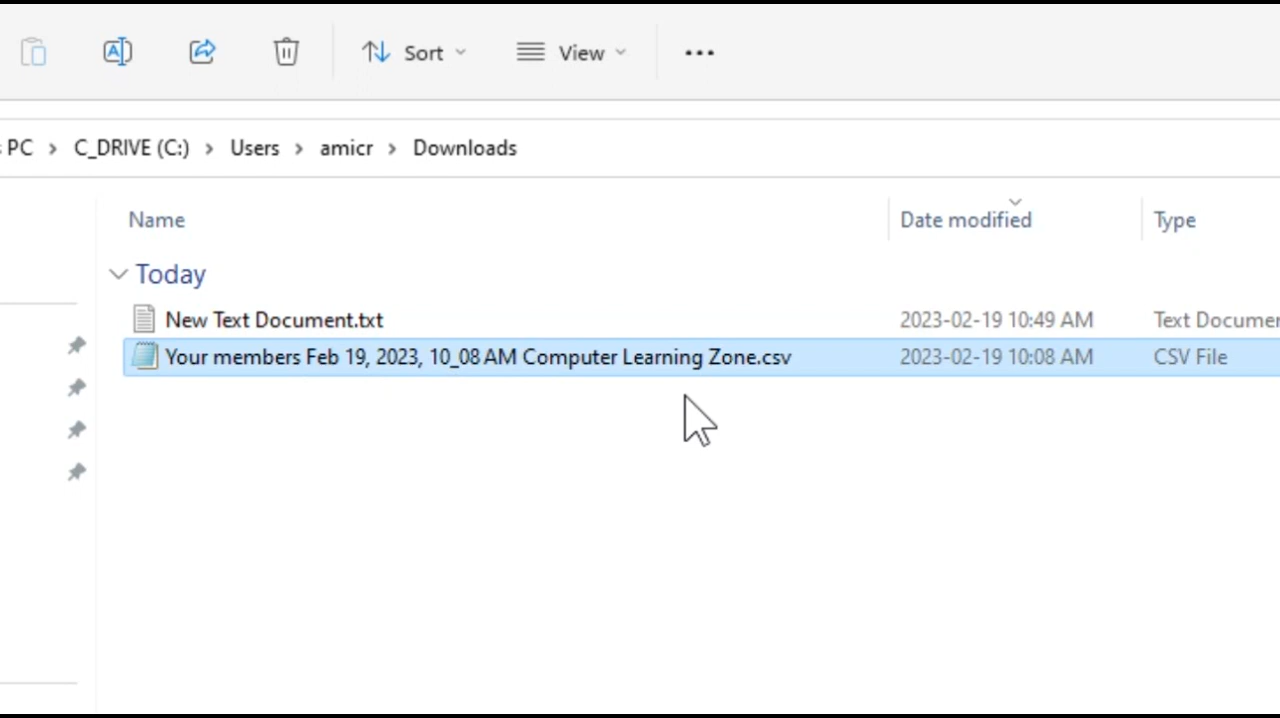 Sort View
PC > C_DRIVE (C:) > Users > amicr > Downloads
Name Date modified Type
Today
New Text Document.txt 2023-02-19 10:49 AM Text Documen
Your members Feb 19, 2023, 10_08 AM Computer Learning Zone.csv 2023-02-19 10:08 AM CSV File